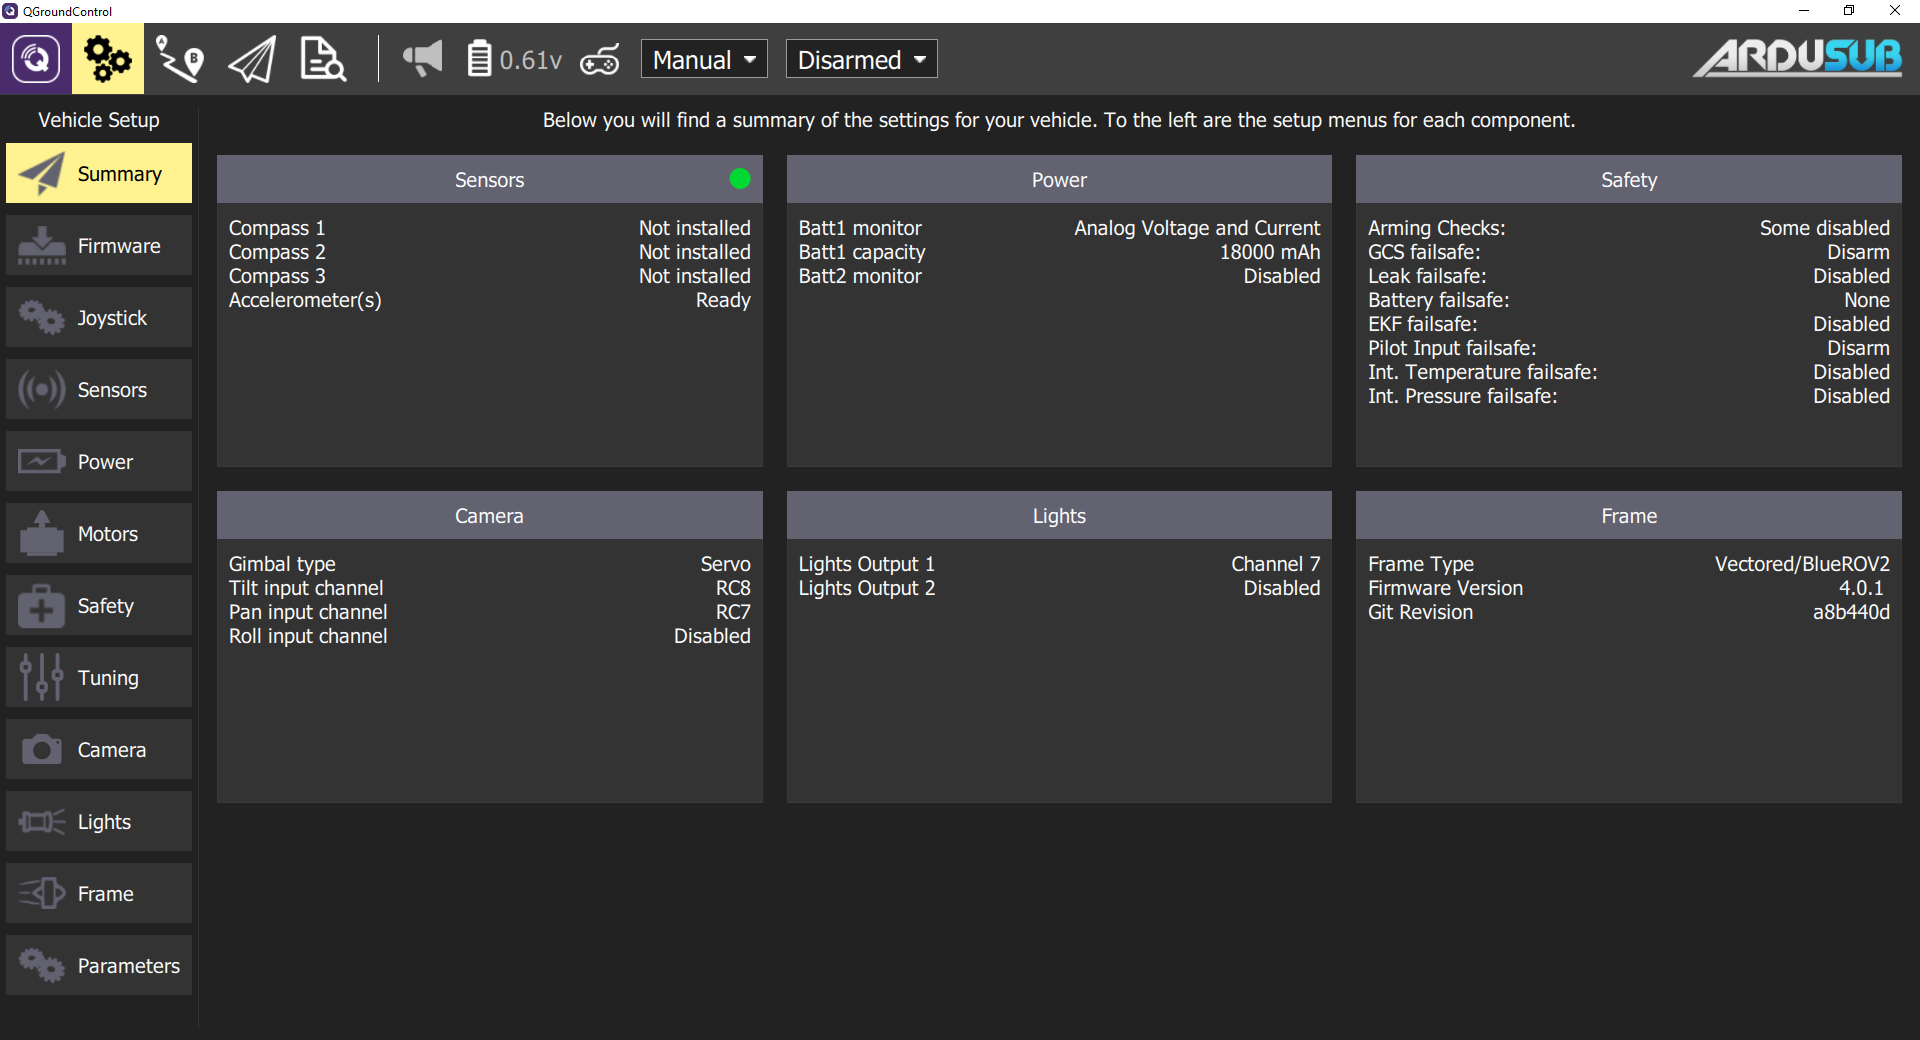 QGroundControl
0.61v
Manual
Disarmed
ARDUSUB
Vehicle Setup
Summary
Firmware
Joystick
Sensors
Power
Motors
Safety
Tuning
Camera
Lights
Frame
Parameters
Below you will find a summary of the settings for your vehicle. To the left are the setup menus for each component.
Sensors
Compass 1 Not installed
Compass 2 Not installed
Compass 3 Not installed
Accelerometer(s) Ready
Power
Batt1 monitor Analog Voltage and Current
Batt1 capacity 18000 mAh
Batt2 monitor Disabled
Safety
Arming Checks: Some disabled
GCS failsafe: Disarm
Leak failsafe: Disabled
Battery failsafe: None
EKF failsafe: Disabled
Pilot Input failsafe: Disarm
Int. Temperature failsafe: Disabled
Int. Pressure failsafe: Disabled
Camera
Gimbal type Servo
Tilt input channel RC8
Pan input channel RC7
Roll input channel Disabled
Lights
Lights Output 1 Channel 7
Lights Output 2 Disabled
Frame
Frame Type Vectored/BlueROV2
Firmware Version 4.0.1
Git Revision a8b440d